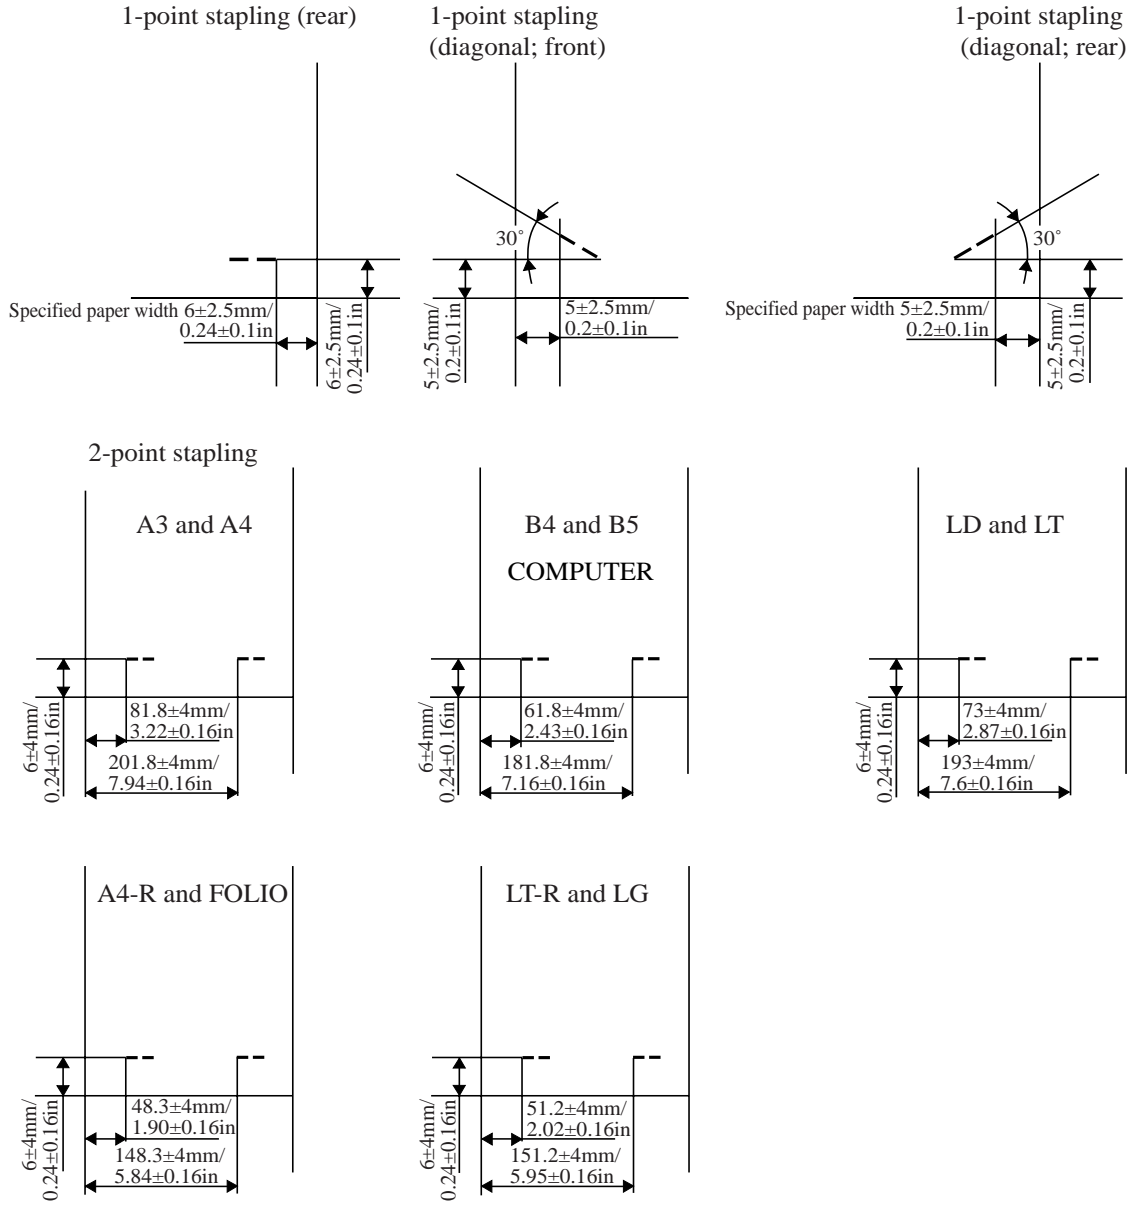 1-point stapling (rear)
1-point stapling
(diagonal; front)
1-point stapling
(diagonal; rear)
30°
30°
Specified paper width 6±2.5mm/
0.24±0.1in
6±2.5mm/
0.24±0.1in
5±2.5mm/
0.2±0.1in
5±2.5mm/
0.2±0.1in
Specified paper width 5±2.5mm/
0.2±0.1in
5±2.5mm/
0.2±0.1in
2-point stapling
A3 and A4
6±4mm/
0.24±0.16in
81.8±4mm/
3.22±0.16in
201.8±4mm/
7.94±0.16in
B4 and B5
COMPUTER
6±4mm/
0.24±0.16in
61.8±4mm/
2.43±0.16in
181.8±4mm/
7.16±0.16in
LD and LT
6±4mm/
0.24±0.16in
73±4mm/
2.87±0.16in
193±4mm/
7.6±0.16in
A4-R and FOLIO
6±4mm/
0.24±0.16in
48.3±4mm/
1.90±0.16in
148.3±4mm/
5.84±0.16in
LT-R and LG
6±4mm/
0.24±0.16in
51.2±4mm/
2.02±0.16in
151.2±4mm/
5.95±0.16in